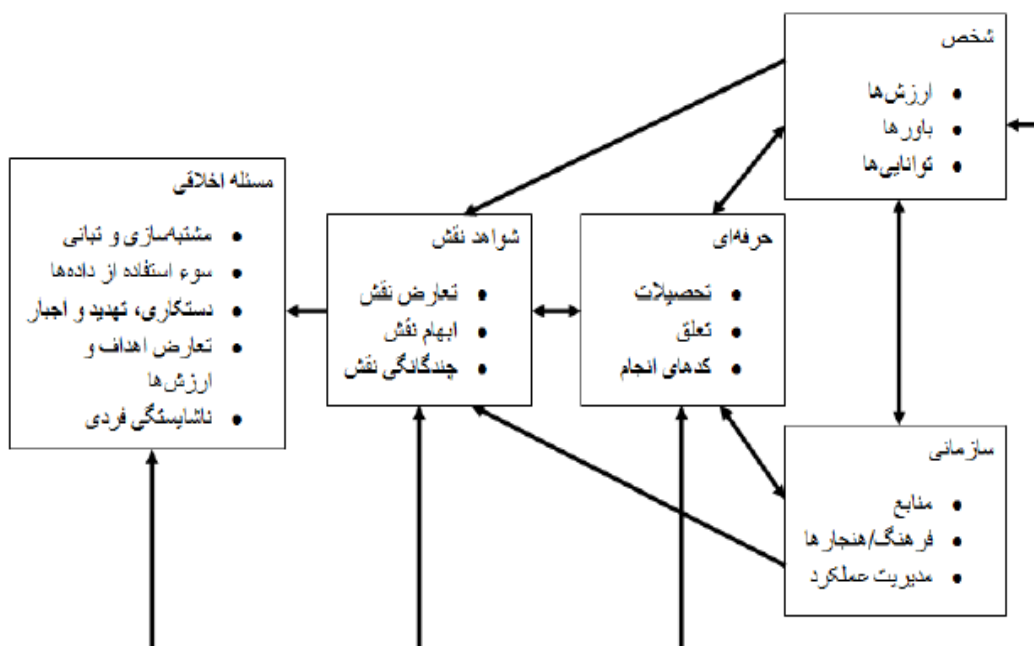 شخص
ارزش‌ها
باورها
توانایی‌ها
مسئله اخلاقی
مشتبه‌سازی و تبانی
سوء استفاده از داده‌ها
دستکاری، تهدید و اجبار
تعارض اهداف و
ارزش‌ها
ناشایستگی فردی
شواهد نقش
تعارض نقش
ابهام نقش
چندگانگی نقش
حرفه‌ای
تحصیلات
تعلق
کدهای انجام
سازمانی
منابع
فرهنگ/هنجارها
مدیریت عملکرد